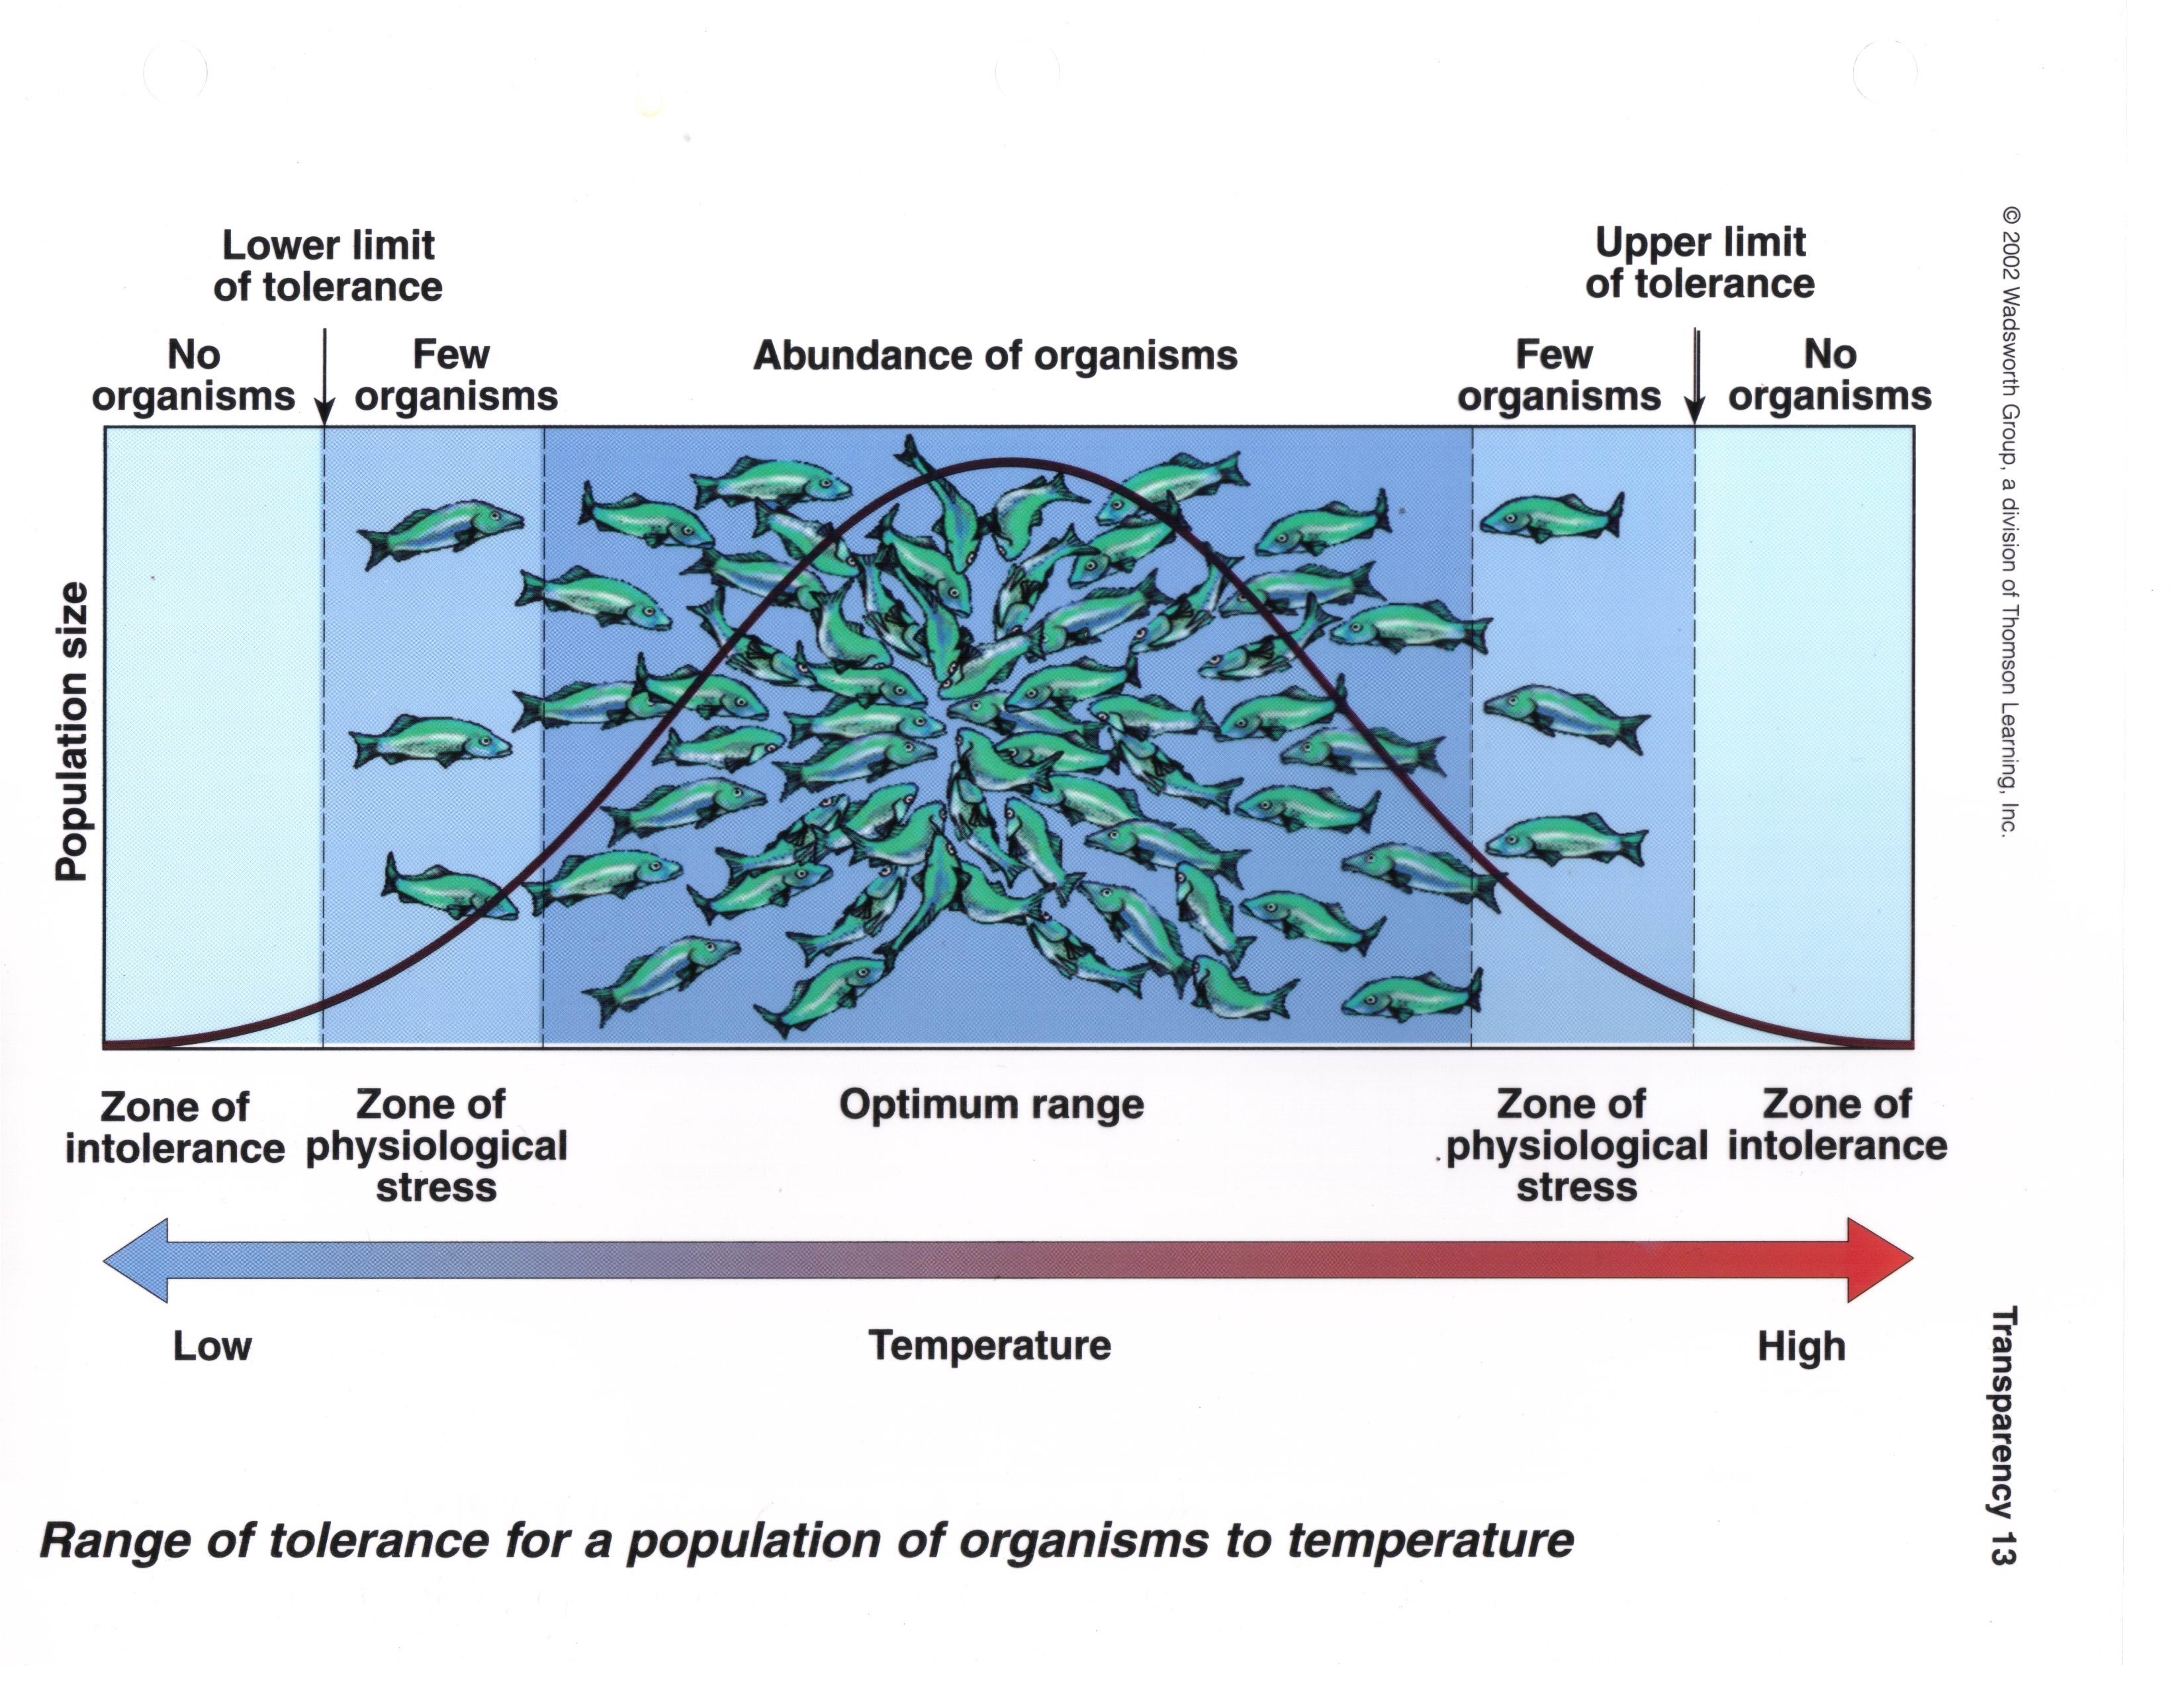 Lower limit
of tolerance
Upper limit
of tolerance
No
organisms
Few
organisms
Abundance of organisms
Few
organisms
No
organisms
Population size
Zone of
intolerance
Zone of
physiological
stress
Optimum range
Zone of
physiological
stress
Zone of
intolerance
Low
Temperature
High
Range of tolerance for a population of organisms to temperature
© 2002 Wadsworth Group, a division of Thomson Learning, Inc.
Transparency 13